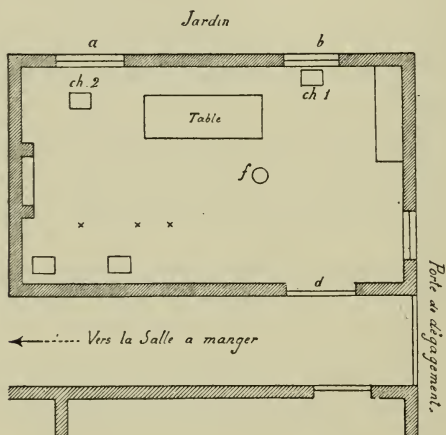 Jardin
a
b
ch. 2
ch 1
Table
f
x x x
d
Vers la Salle a manger
Porte de dégagement.